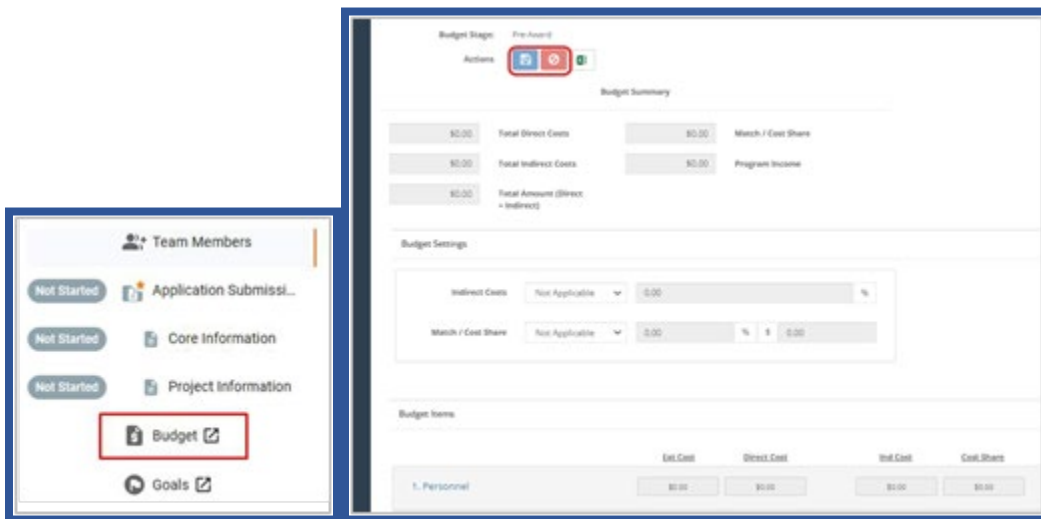 Team Members
Not Started Application Submissi...
Not Started Core Information
Not Started Project Information
Budget
Goals
Budget Stage: Pre-Award
Actions
Budget Summary
$0.00 Total Direct Costs $0.00 Match / Cost Share
$0.00 Total Indirect Costs $0.00 Program Income
$0.00 Total Amount (Direct
+ Indirect)
Budget Settings
Indirect Costs Not Applicable 0.00 %
Match / Cost Share Not Applicable 0.00 % $ 0.00
Budget Items
Ext Cost Direct Cost Ind Cost Cost Share
1. Personnel $0.00 $0.00 $0.00 $0.00